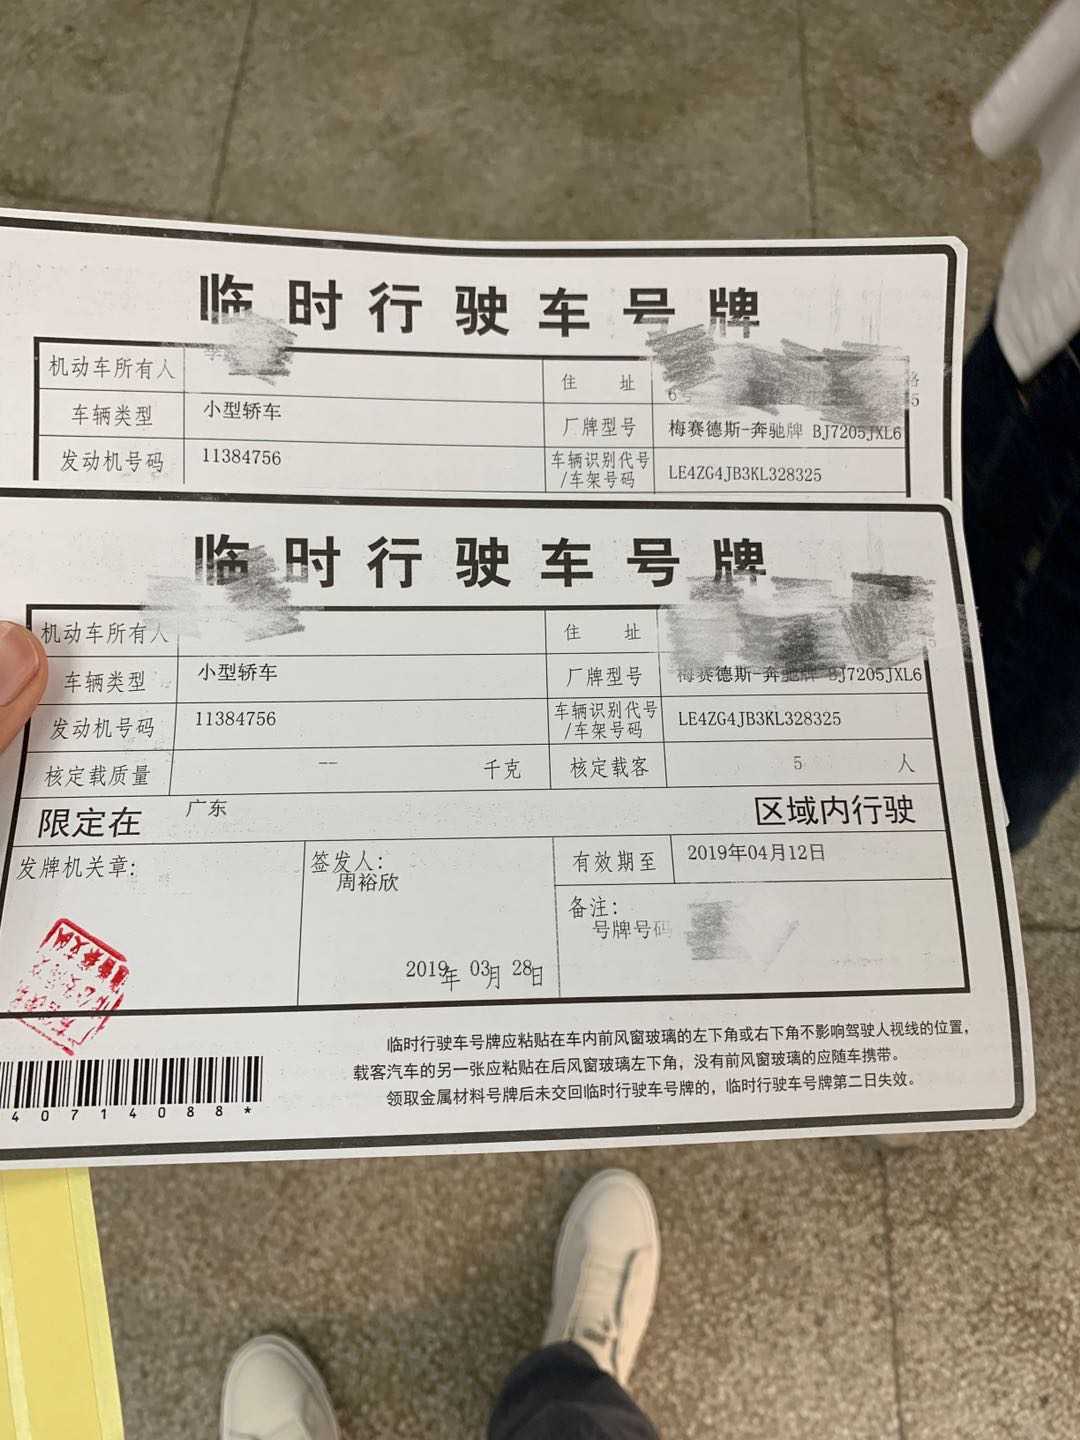 临时行驶车号牌
机动车所有人 住 址
车辆类型 小型轿车 厂牌型号 梅赛德斯-奔驰牌 BJ7205JXL6
发动机号码 11384756 车辆识别代号/车架号码 LE4ZG4JB3KL328325
临时行驶车号牌
机动车所有人 住 址
车辆类型 小型轿车 厂牌型号 梅赛德斯-奔驰牌 BJ7205JXL6
发动机号码 11384756 车辆识别代号/车架号码 LE4ZG4JB3KL328325
核定载质量 -- 千克 核定载客 5 人
限定在 广东 区域内行驶
发牌机关章: 签发人: 周裕欣 有效期至 2019年04月12日
备注:
号牌号码
2019年 03月 28日
临时行驶车号牌应粘贴在车内前风窗玻璃的左下角或右下角不影响驾驶人视线的位置，
载客汽车的另一张应粘贴在后风窗玻璃左下角，没有前风窗玻璃的应随车携带。
领取金属材料号牌后未交回临时行驶车号牌的，临时行驶车号牌第二日失效。
40714088*